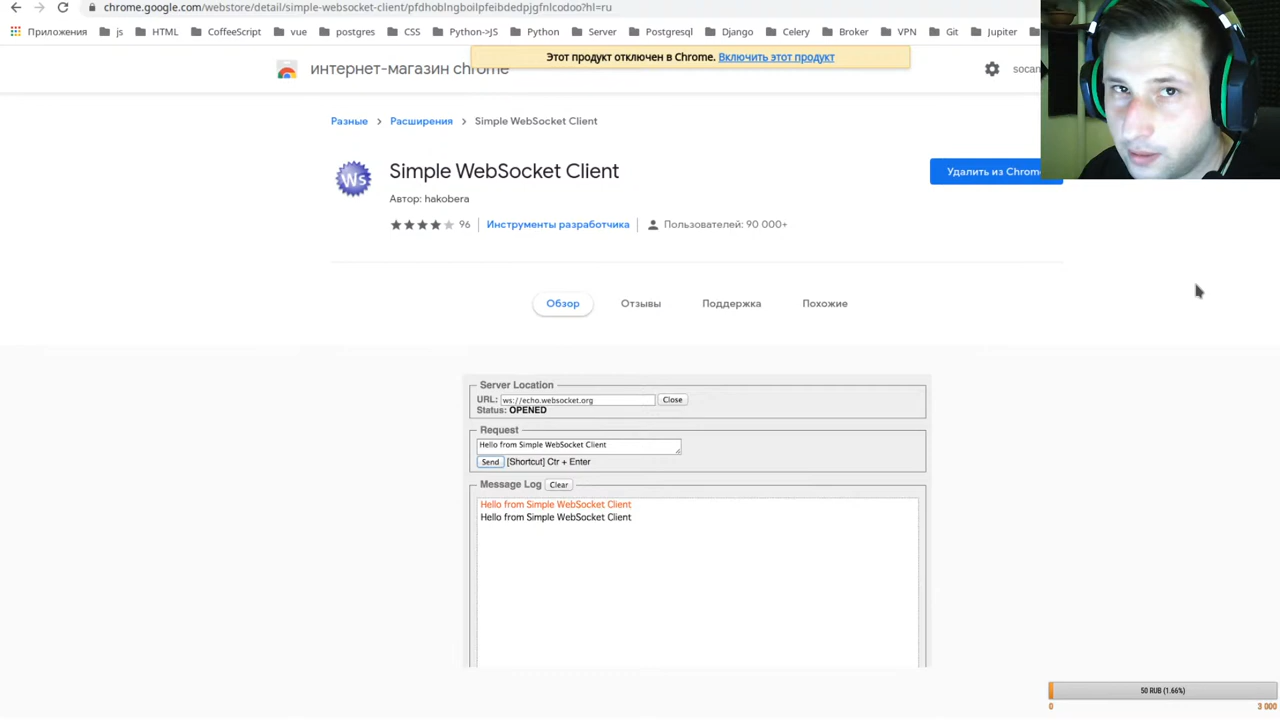 chrome.google.com/webstore/detail/simple-websocket-client/pfdhoblngboilpfeibdedpjgfnlcodoo?hl=ru
Приложения js HTML CoffeeScript vue postgres CSS Python->JS Python Server Postgresql Django Celery Broker VPN Git Jupiter
Этот продукт отключен в Chrome. Включить этот продукт
интернет-магазин chrome
socan
Разные > Расширения > Simple WebSocket Client
Ws
Simple WebSocket Client
Удалить из Chrome
Автор: hakobera
96 Инструменты разработчика Пользователей: 90 000+
Обзор Отзывы Поддержка Похожие
Server Location
URL: ws://echo.websocket.org Close
Status: OPENED
Request
Hello from Simple WebSocket Client
Send [Shortcut] Ctr + Enter
Message Log Clear
Hello from Simple WebSocket Client
Hello from Simple WebSocket Client
50 RUB (1.66%)
0 3 000